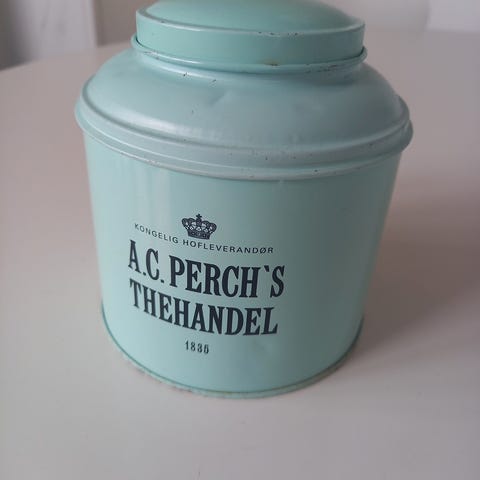 KONGELIG HOFLEVERANDØR
A.C. PERCH`S
THEHANDEL
1835